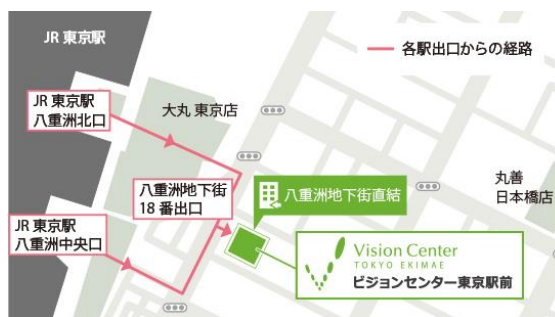 JR 東京駅
各駅出口からの経路
JR 東京駅
八重洲北口
大丸 東京店
八重洲地下街
18 番出口
八重洲地下街直結
丸善
日本橋店
JR 東京駅
八重洲中央口
Vision Center
TOKYO EKIMAE
ビジョンセンター東京駅前